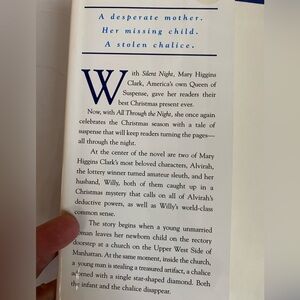 A desperate mother.
Her missing child.
A stolen chalice.
With Silent Night, Mary Higgins
Clark, America's own Queen of
Suspense, gave her readers their
best Christmas present ever.
Now, with All Through the Night, she once again
celebrates the Christmas season with a tale of
suspense that will keep readers turning the pages—
all through the night.
At the center of the novel are two of Mary
Higgins Clark's most beloved characters, Alvirah,
the lottery winner turned amateur sleuth, and her
husband, Willy, both of them caught up in a
Christmas mystery that calls on all of Alvirah's
deductive powers, as well as Willy's world-class
common sense.
The story begins when a young unmarried
woman leaves her newborn child on the rectory
doorstep at a church on the Upper West Side of
Manhattan. At the same moment, inside the church,
a young man is stealing a treasured artifact, a chalice
adorned with a single star-shaped diamond. Both
the infant and the chalice disappear.